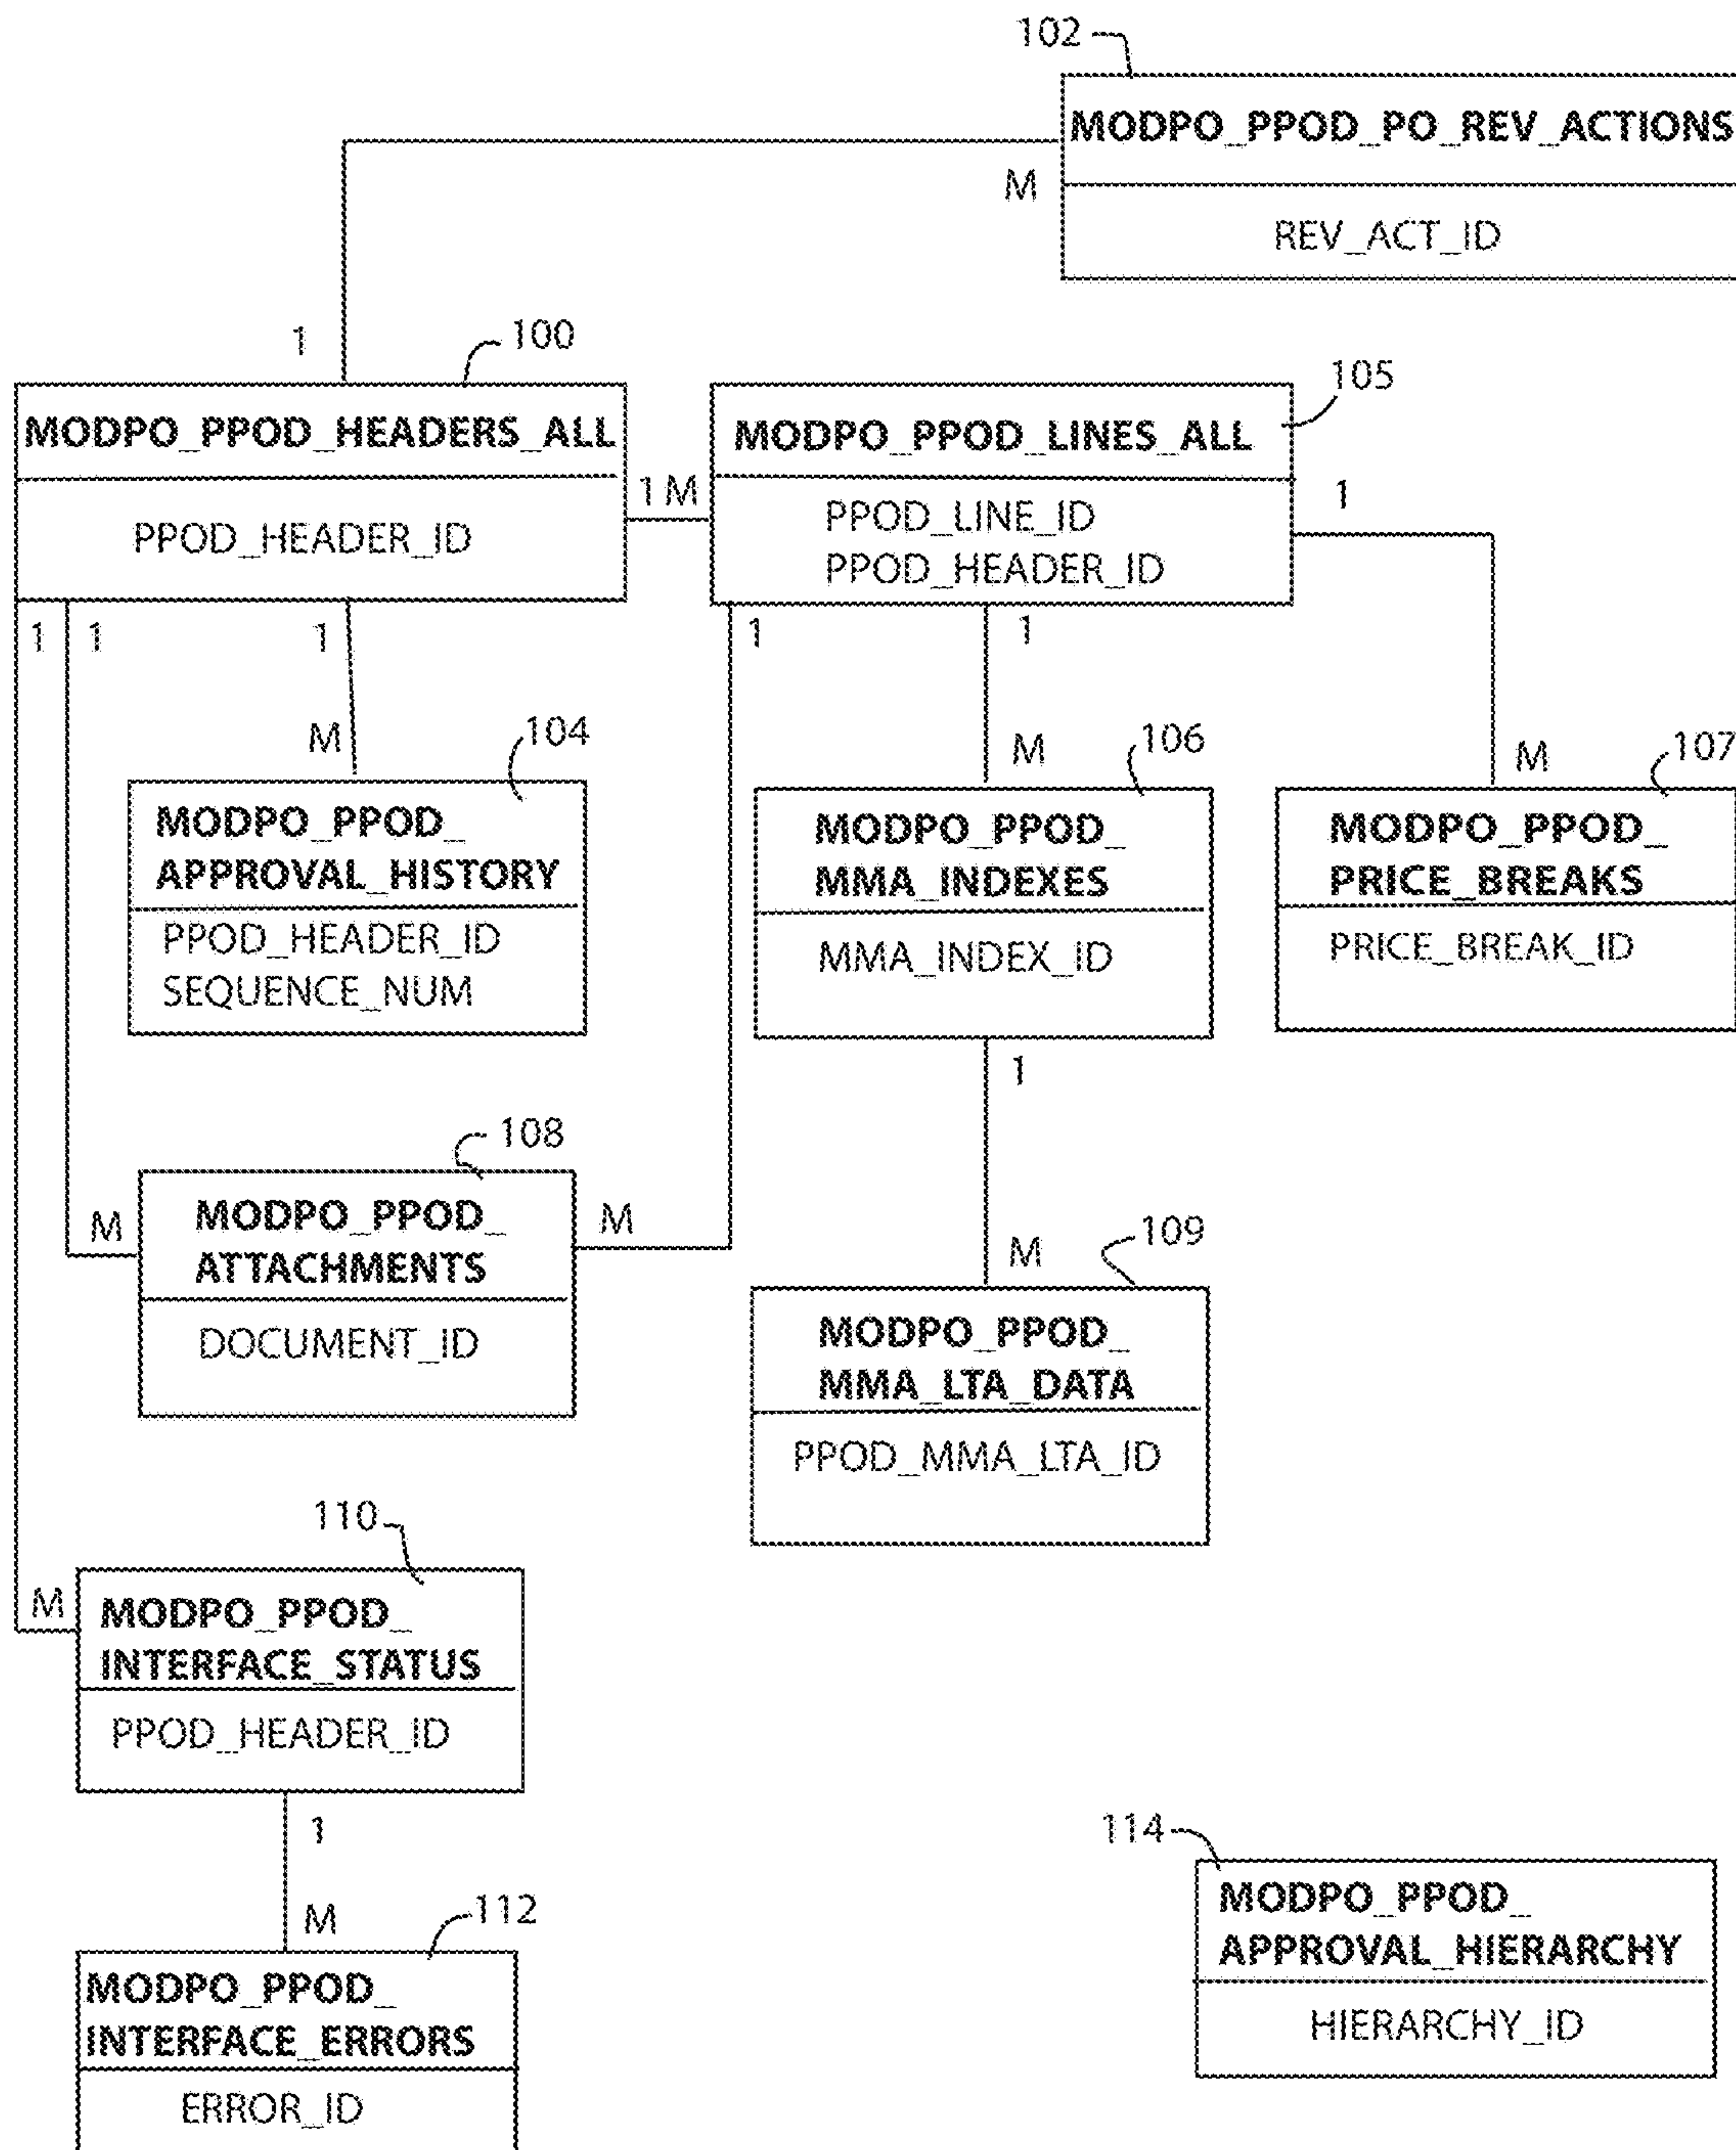 102
MODPO_PPOD_PO_REV_ACTIONS
M
REV_ACT_ID
1
100
105
MODPO_PPOD_HEADERS_ALL
PPOD_HEADER_ID
1 M
MODPO_PPOD_LINES_ALL
PPOD_LINE_ID
PPOD_HEADER_ID
1
1
1
1
1
1
M
104
M
106
M
107
MODPO_PPOD_
APPROVAL_HISTORY
PPOD_HEADER_ID
SEQUENCE_NUM
MODPO_PPOD_
MMA_INDEXES
MMA_INDEX_ID
MODPO_PPOD_
PRICE_BREAKS
PRICE_BREAK_ID
1
108
M
MODPO_PPOD_
ATTACHMENTS
DOCUMENT_ID
M
109
M
MODPO_PPOD_
MMA_LTA_DATA
PPOD_MMA_LTA_ID
110
M
MODPO_PPOD_
INTERFACE_STATUS
PPOD_HEADER_ID
1
M
112
MODPO_PPOD_
INTERFACE_ERRORS
ERROR_ID
114
MODPO_PPOD_
APPROVAL_HIERARCHY
HIERARCHY_ID